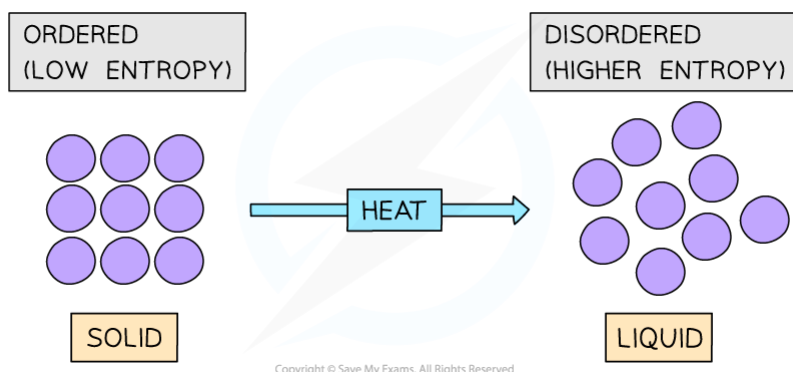 ORDERED
(LOW ENTROPY)
DISORDERED
(HIGHER ENTROPY)
HEAT
SOLID
LIQUID
Copyright © Save My Exams. All Rights Reserved